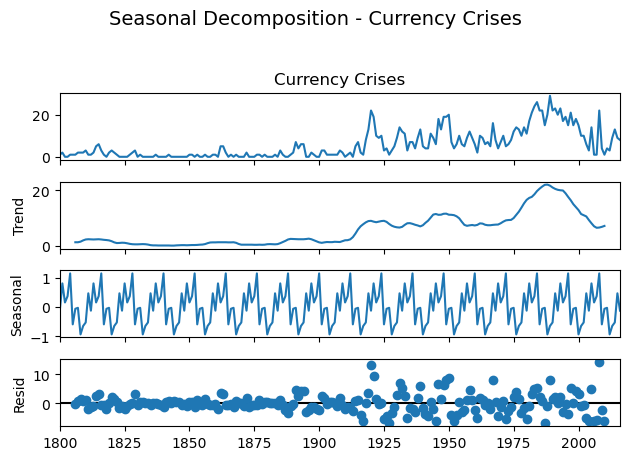 Seasonal Decomposition - Currency Crises
Currency Crises
20
0
20
Trend
0
1
Seasonal
0
−1
10
Resid
0
1800 1825 1850 1875 1900 1925 1950 1975 2000